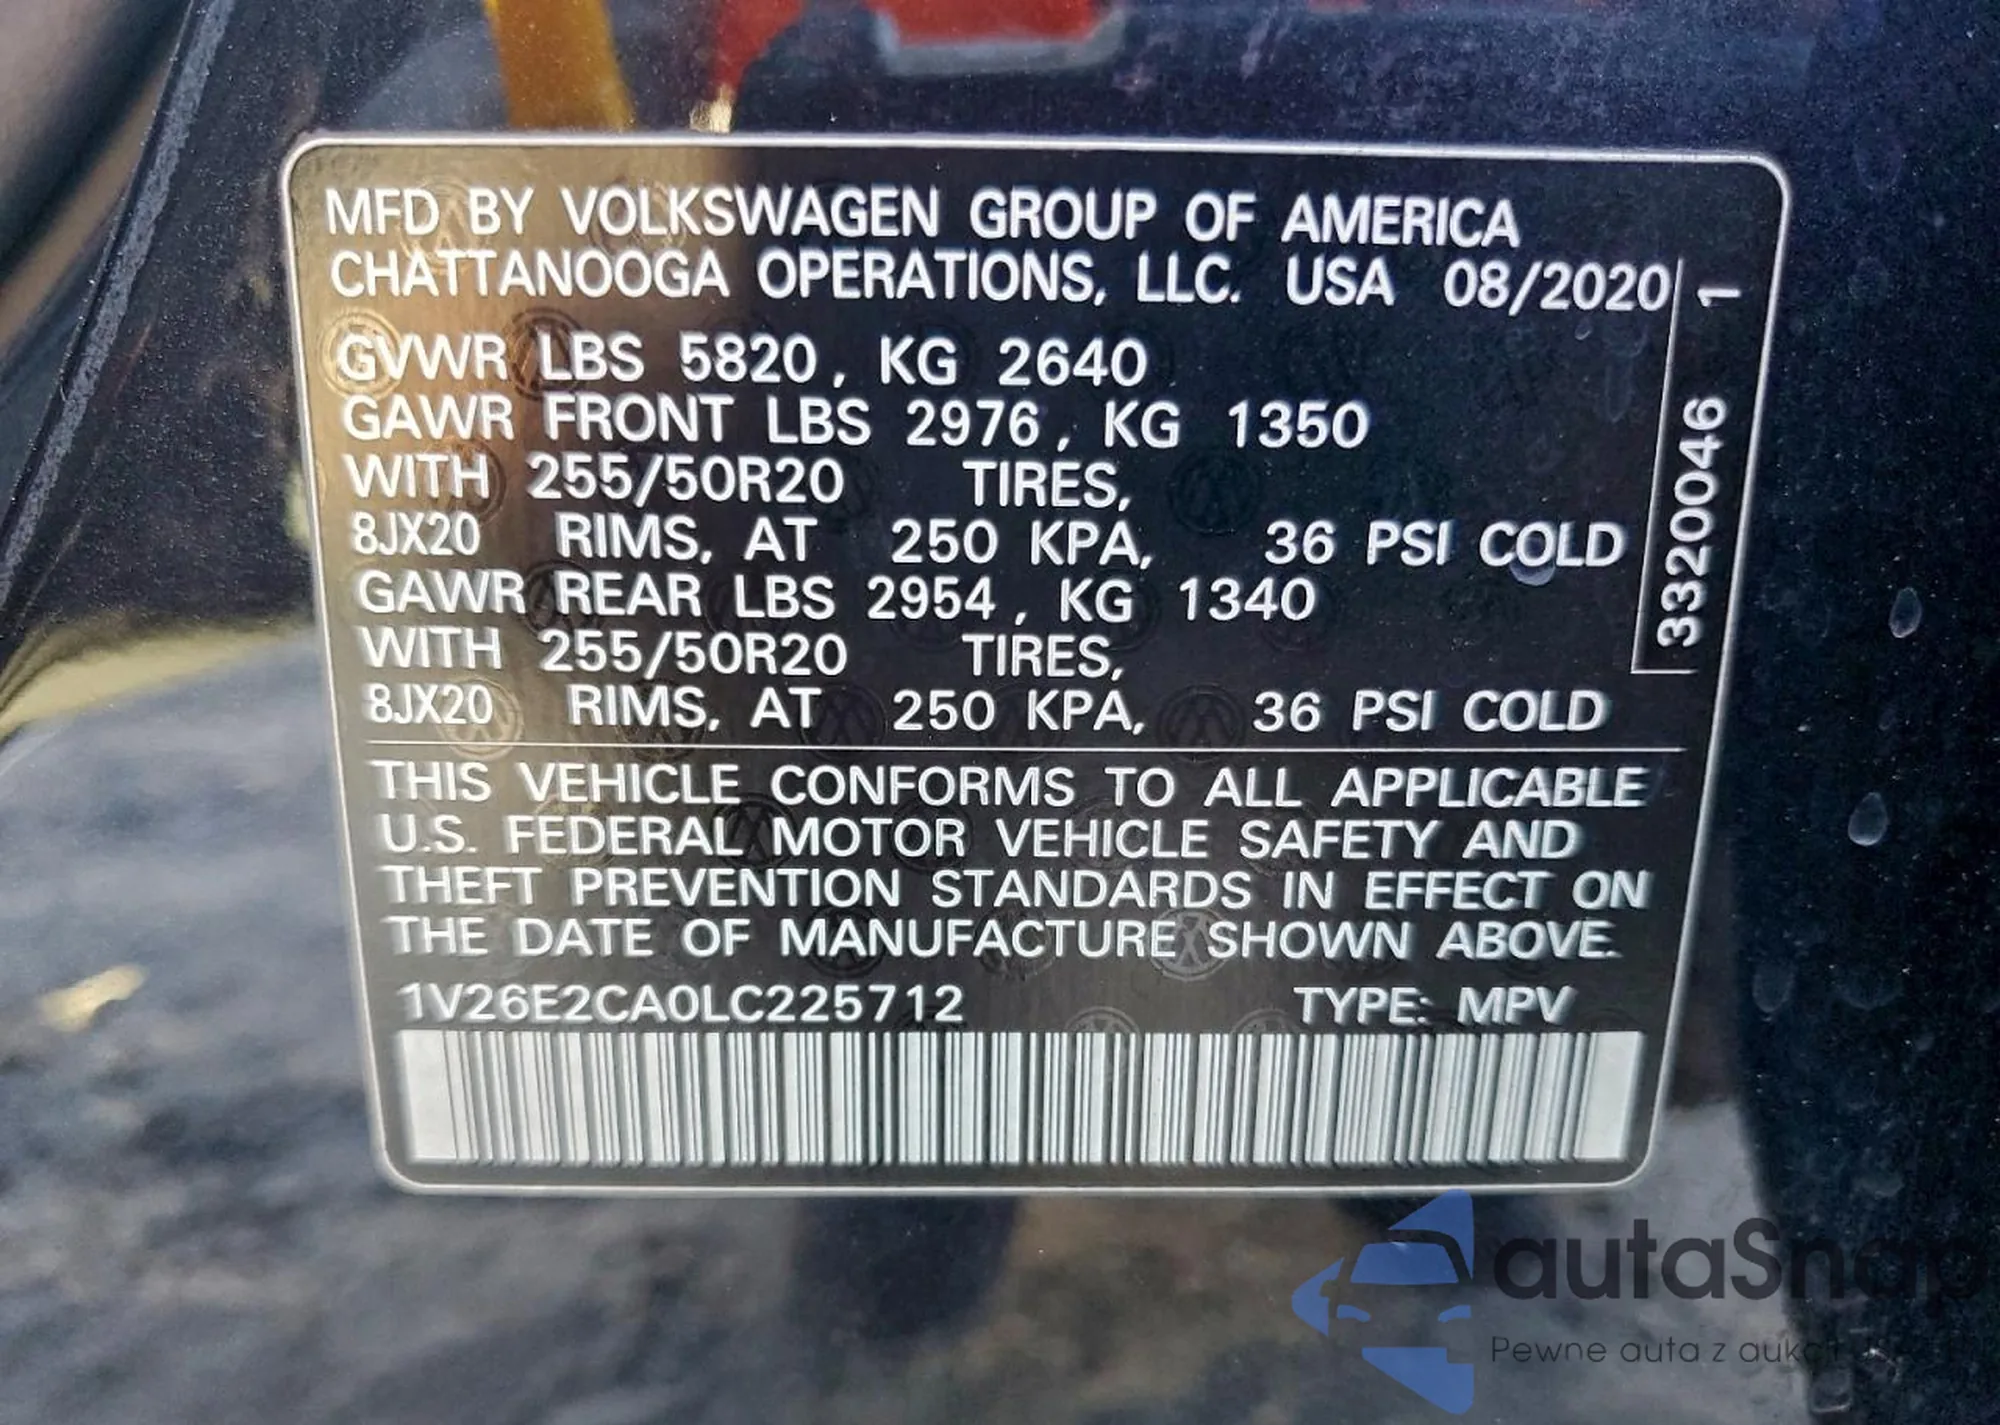 MFD BY VOLKSWAGEN GROUP OF AMERICA
CHATTANOOGA OPERATIONS, LLC. USA 08/2020
GVWR LBS 5820, KG 2640
GAWR FRONT LBS 2976, KG 1350
WITH 255/50R20 TIRES,
8JX20 RIMS, AT 250 KPA, 36 PSI COLD
GAWR REAR LBS 2954, KG 1340
WITH 255/50R20 TIRES,
8JX20 RIMS, AT 250 KPA, 36 PSI COLD
3320046 1
THIS VEHICLE CONFORMS TO ALL APPLICABLE
U.S. FEDERAL MOTOR VEHICLE SAFETY AND
THEFT PREVENTION STANDARDS IN EFFECT ON
THE DATE OF MANUFACTURE SHOWN ABOVE.
1V26E2CA0LC225712 TYPE: MPV
autaSnap
Pewne auta z